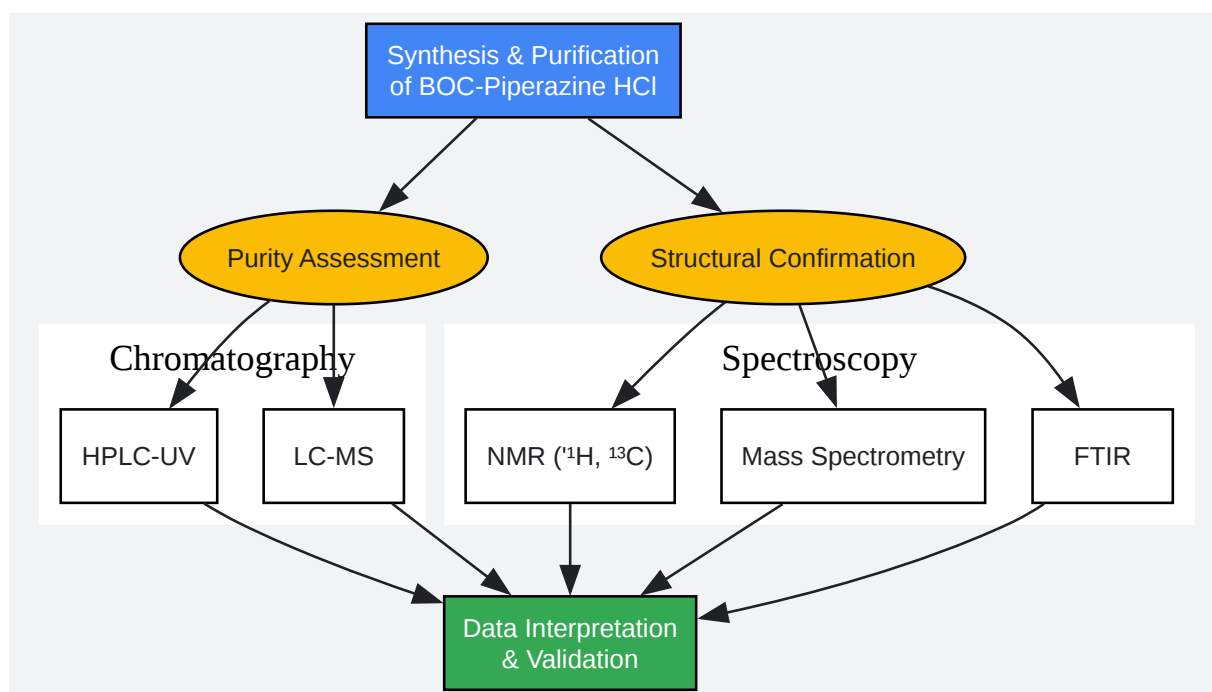 Synthesis & Purification
of BOC-Piperazine HCl
Purity Assessment
Structural Confirmation
Chromatography
Spectroscopy
HPLC-UV
LC-MS
NMR ('¹H, ¹³C)
Mass Spectrometry
FTIR
Data Interpretation
& Validation